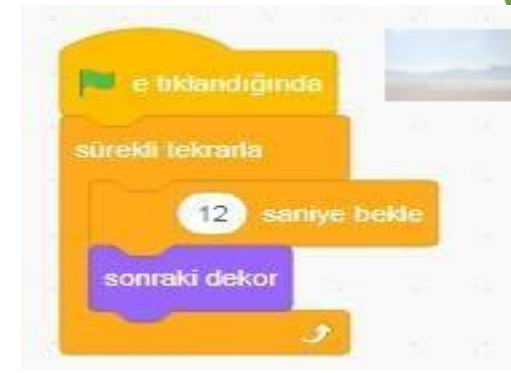 e tıklandığında
sürekli tekrarla
12 saniye bekle
sonraki dekor